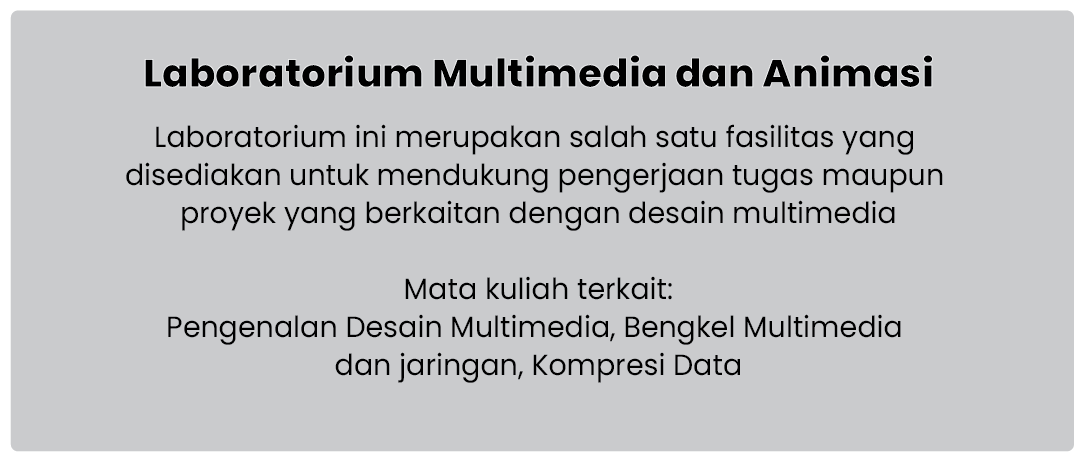 Laboratorium Multimedia dan Animasi
Laboratorium ini merupakan salah satu fasilitas yang
disediakan untuk mendukung pengerjaan tugas maupun
proyek yang berkaitan dengan desain multimedia
Mata kuliah terkait:
Pengenalan Desain Multimedia, Bengkel Multimedia
dan jaringan, Kompresi Data